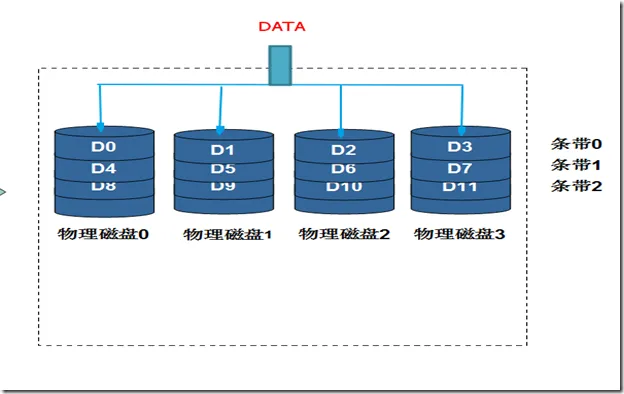 DATA
D0 D1 D2 D3 条带0
D4 D5 D6 D7 条带1
D8 D9 D10 D11 条带2
物理磁盘0 物理磁盘1 物理磁盘2 物理磁盘3